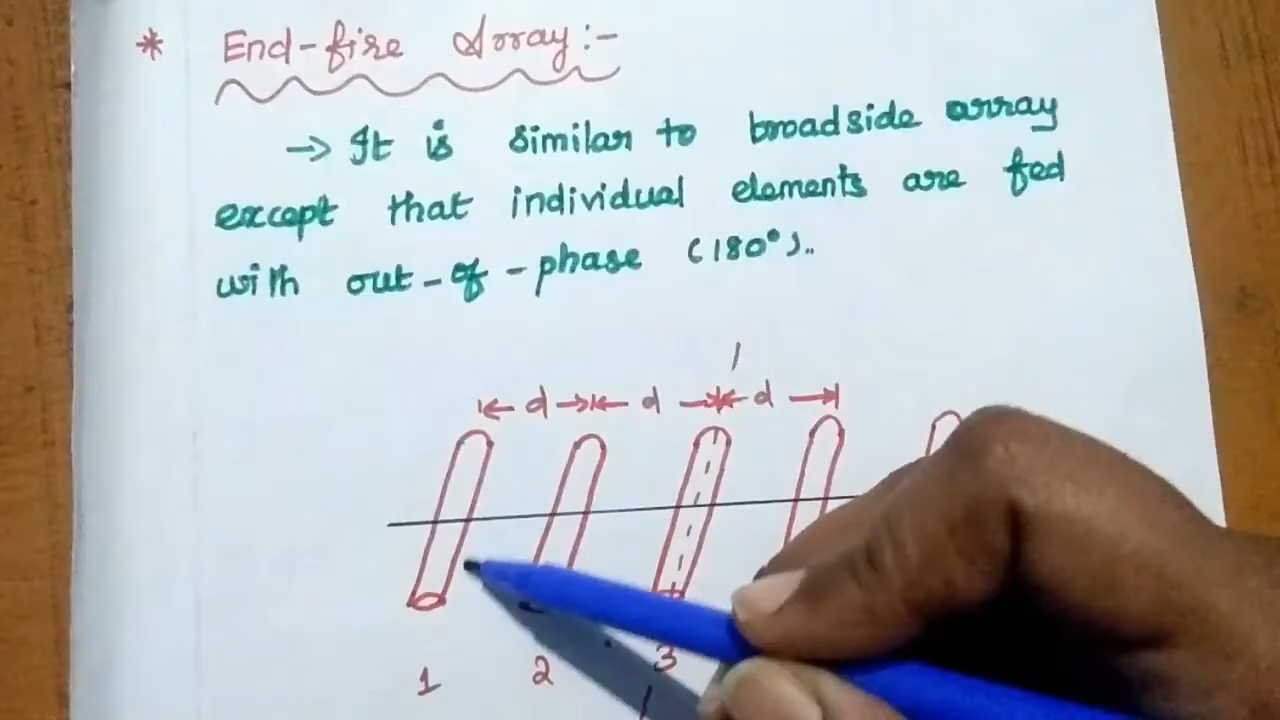 * End-fire Array:-
→ It is similar to broadside array
except that individual elements are fed
with out-of-phase (180°)..
d d d
1 2 3